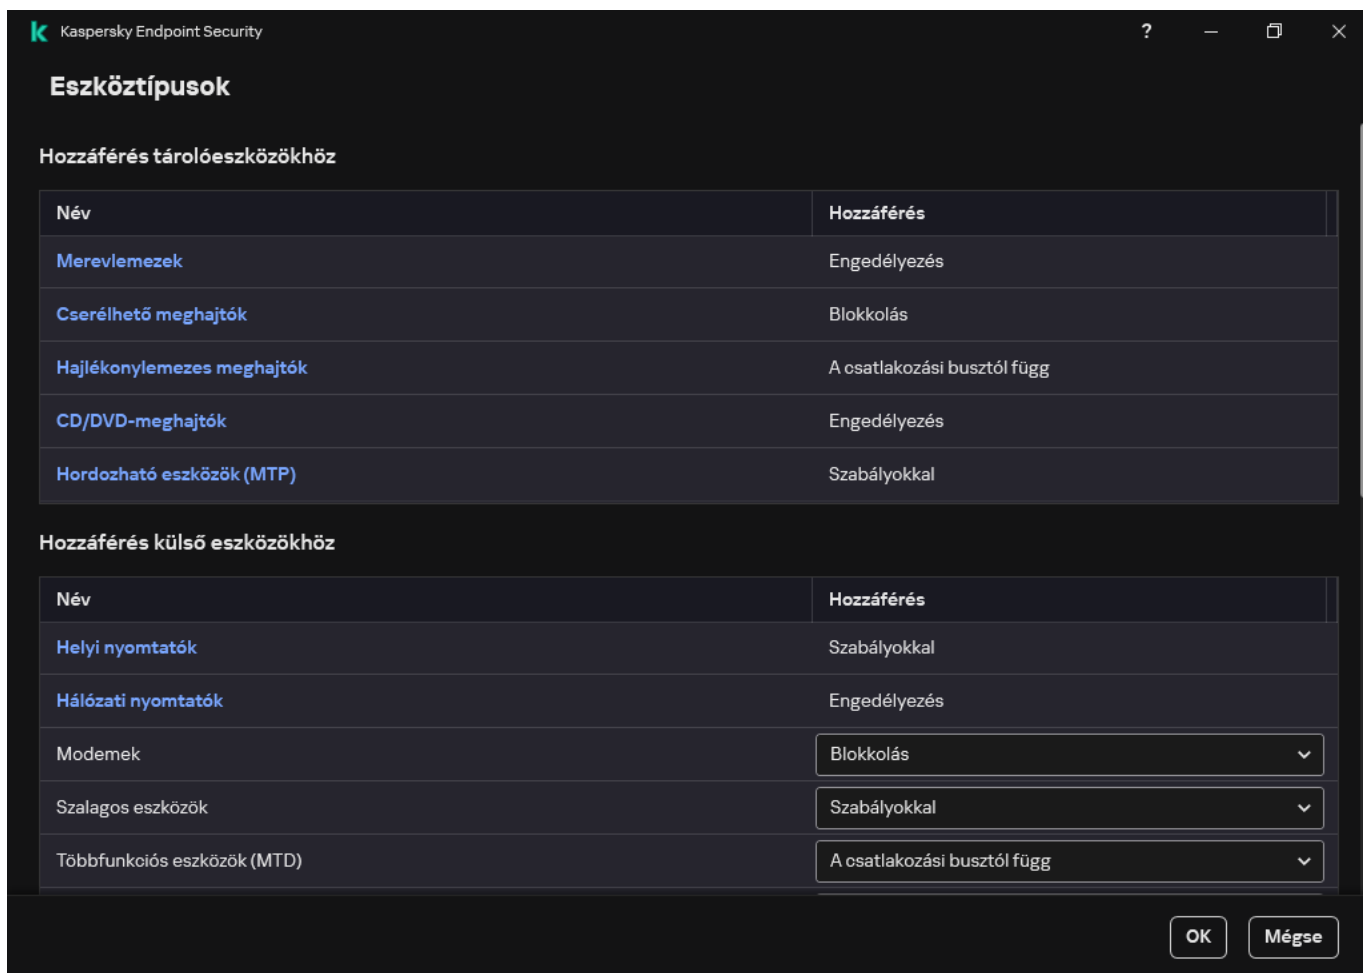 Kaspersky Endpoint Security ?
Eszköztípusok
Hozzáférés tárolóeszközökhöz
Név Hozzáférés
Merevlemezek Engedélyezés
Cserélhető meghajtók Blokkolás
Hajlékonylemezes meghajtók A csatlakozási busztól függ
CD/DVD-meghajtók Engedélyezés
Hordozható eszközök (MTP) Szabályokkal
Hozzáférés külső eszközökhöz
Név Hozzáférés
Helyi nyomtatók Szabályokkal
Hálózati nyomtatók Engedélyezés
Modemek Blokkolás
Szalagos eszközök Szabályokkal
Többfunkciós eszközök (MTD) A csatlakozási busztól függ
OK Mégse